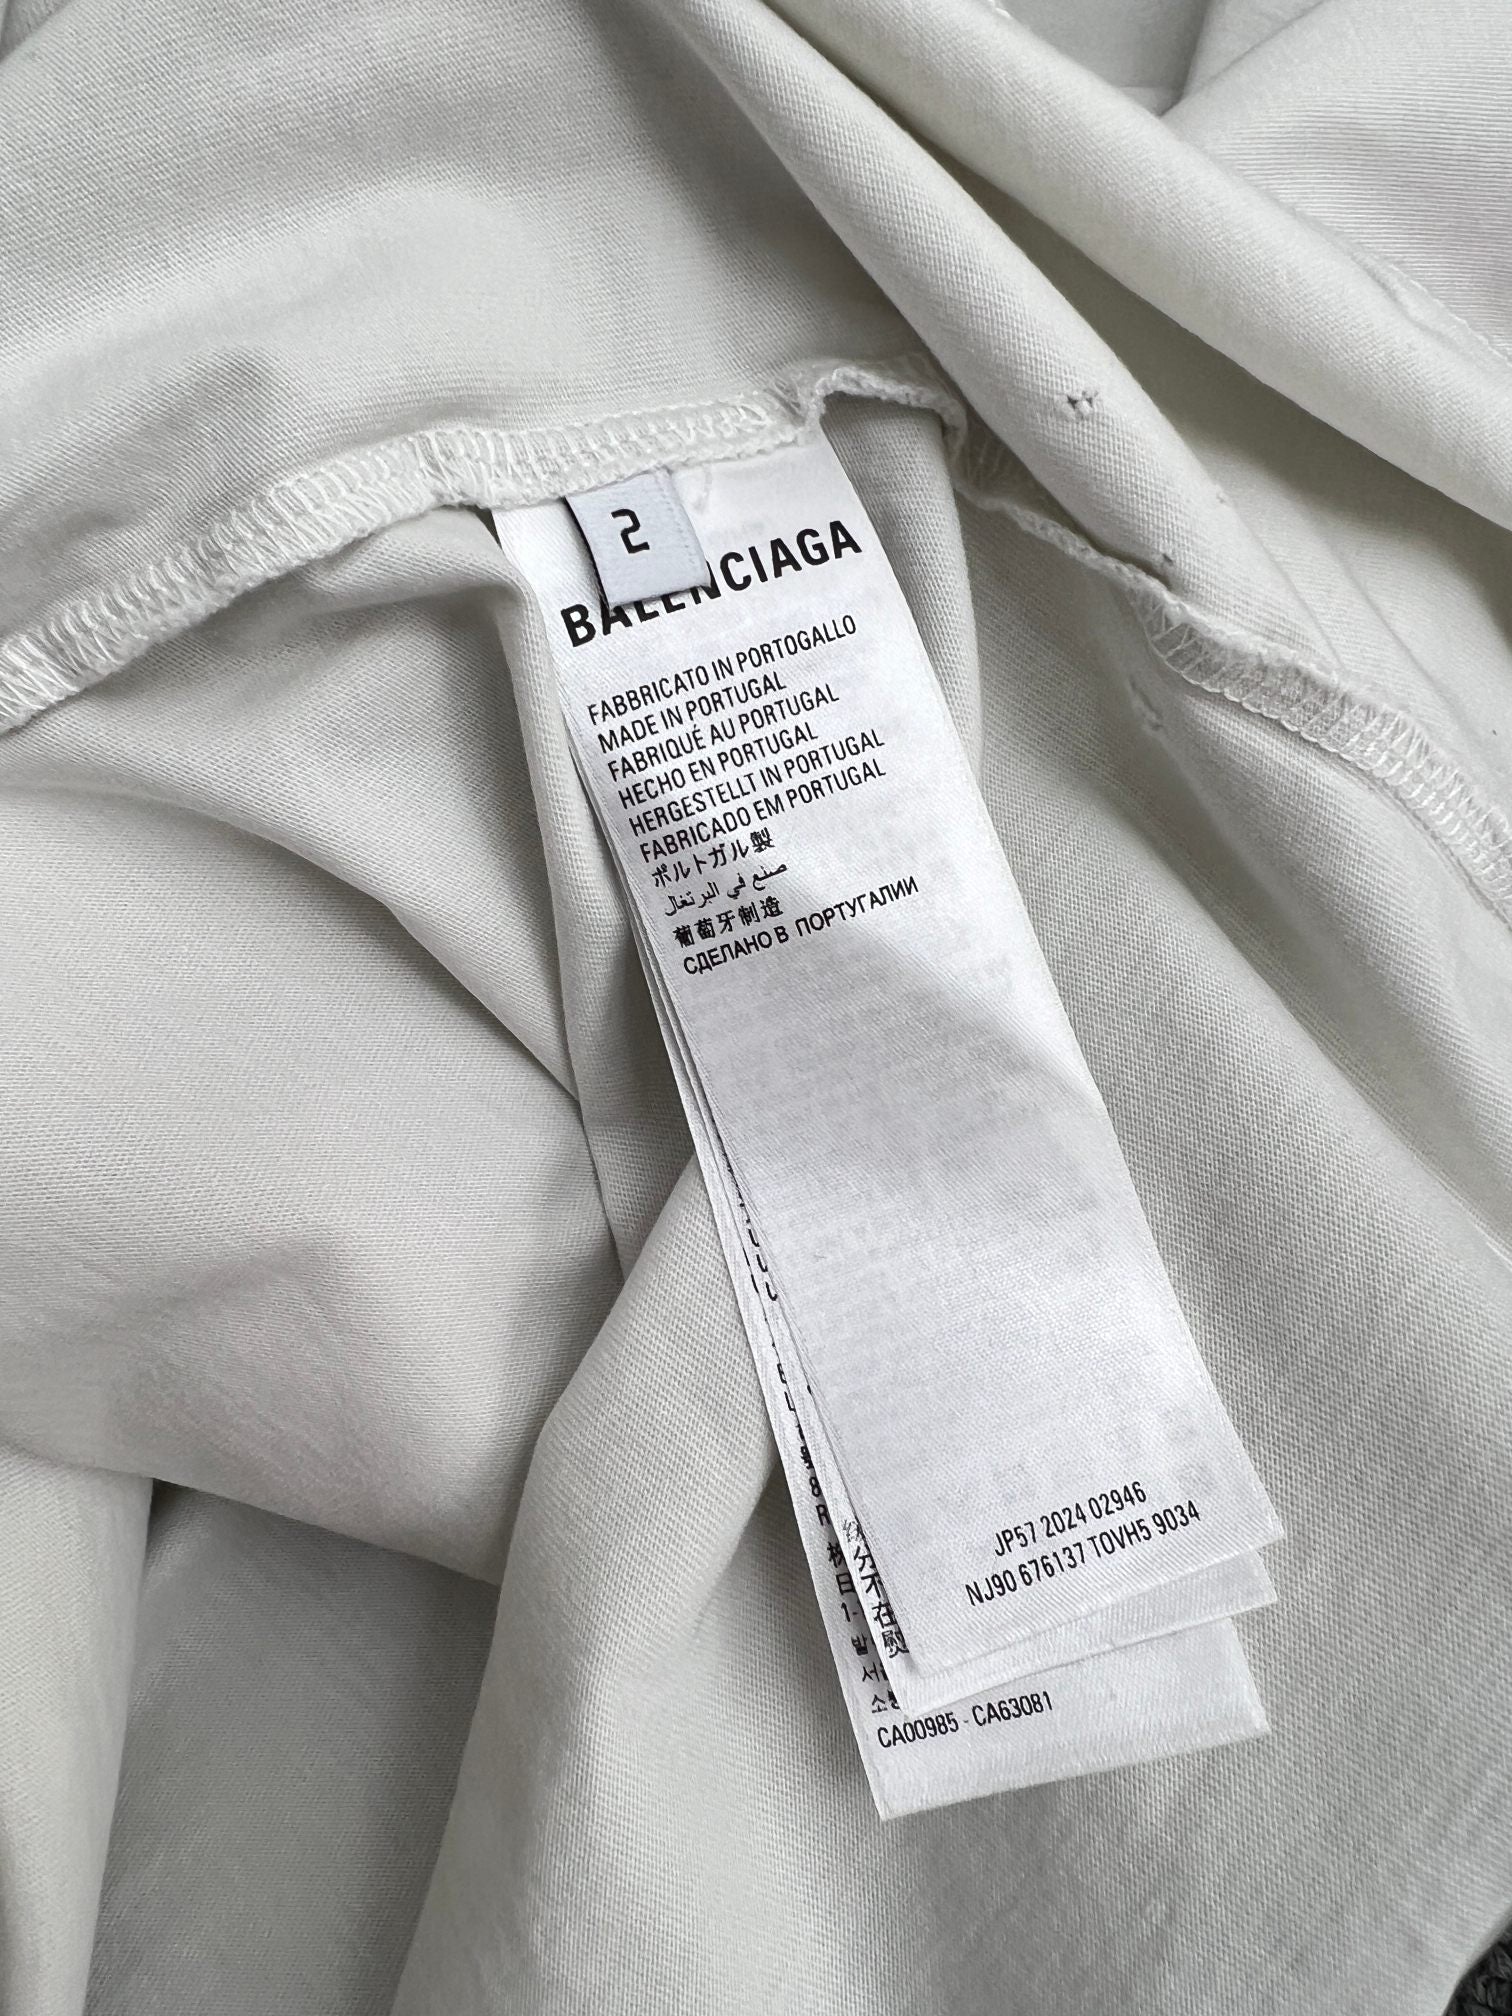 2
BALENCIAGA
FABBRICATO IN PORTOGALLO
MADE IN PORTUGAL
FABRIQUÉ AU PORTUGAL
HECHO EN PORTUGAL
HERGESTELLT IN PORTUGAL
FABRICADO EM PORTUGAL
ポルトガル製
صنع في البرتغال
葡萄牙制造
СДЕЛАНО В ПОРТУГАЛИИ
JP57 2024 02946
NJ90 676137 TOVH5 9034
CA00985 - CA63081